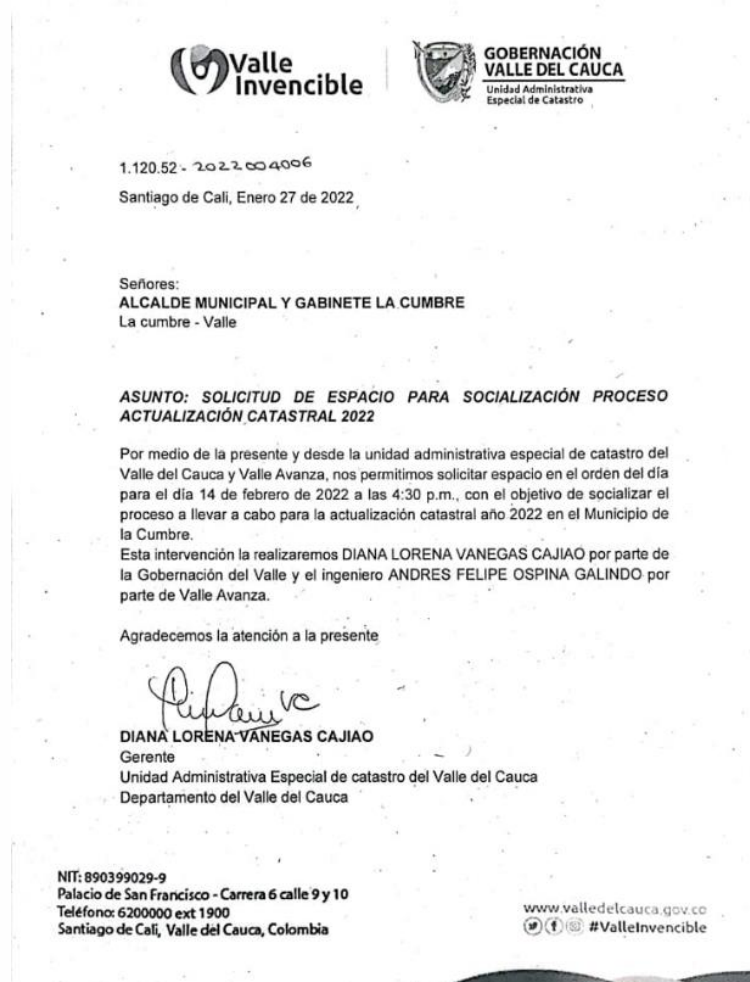 Valle
Invencible
GOBERNACIÓN
VALLE DEL CAUCA
Unidad Administrativa
Especial de Catastro
1.120.52 - 2022004006
Santiago de Cali, Enero 27 de 2022
Señores:
ALCALDE MUNICIPAL Y GABINETE LA CUMBRE
La cumbre - Valle
ASUNTO: SOLICITUD DE ESPACIO PARA SOCIALIZACIÓN PROCESO
ACTUALIZACIÓN CATASTRAL 2022
Por medio de la presente y desde la unidad administrativa especial de catastro del
Valle del Cauca y Valle Avanza, nos permitimos solicitar espacio en el orden del día
para el día 14 de febrero de 2022 a las 4:30 p.m., con el objetivo de socializar el
proceso a llevar a cabo para la actualización catastral año 2022 en el Municipio de
la Cumbre.
Esta intervención la realizaremos DIANA LORENA VANEGAS CAJIAO por parte de
la Gobernación del Valle y el ingeniero ANDRES FELIPE OSPINA GALINDO por
parte de Valle Avanza.
Agradecemos la atención a la presente
DIANA LORENA VANEGAS CAJIAO
Gerente
Unidad Administrativa Especial de catastro del Valle del Cauca
Departamento del Valle del Cauca
NIT: 890399029-9
Palacio de San Francisco - Carrera 6 calle 9 y 10
Teléfono: 6200000 ext 1900
Santiago de Cali, Valle del Cauca, Colombia
www.valledelcauca.gov.co
#ValleInvencible